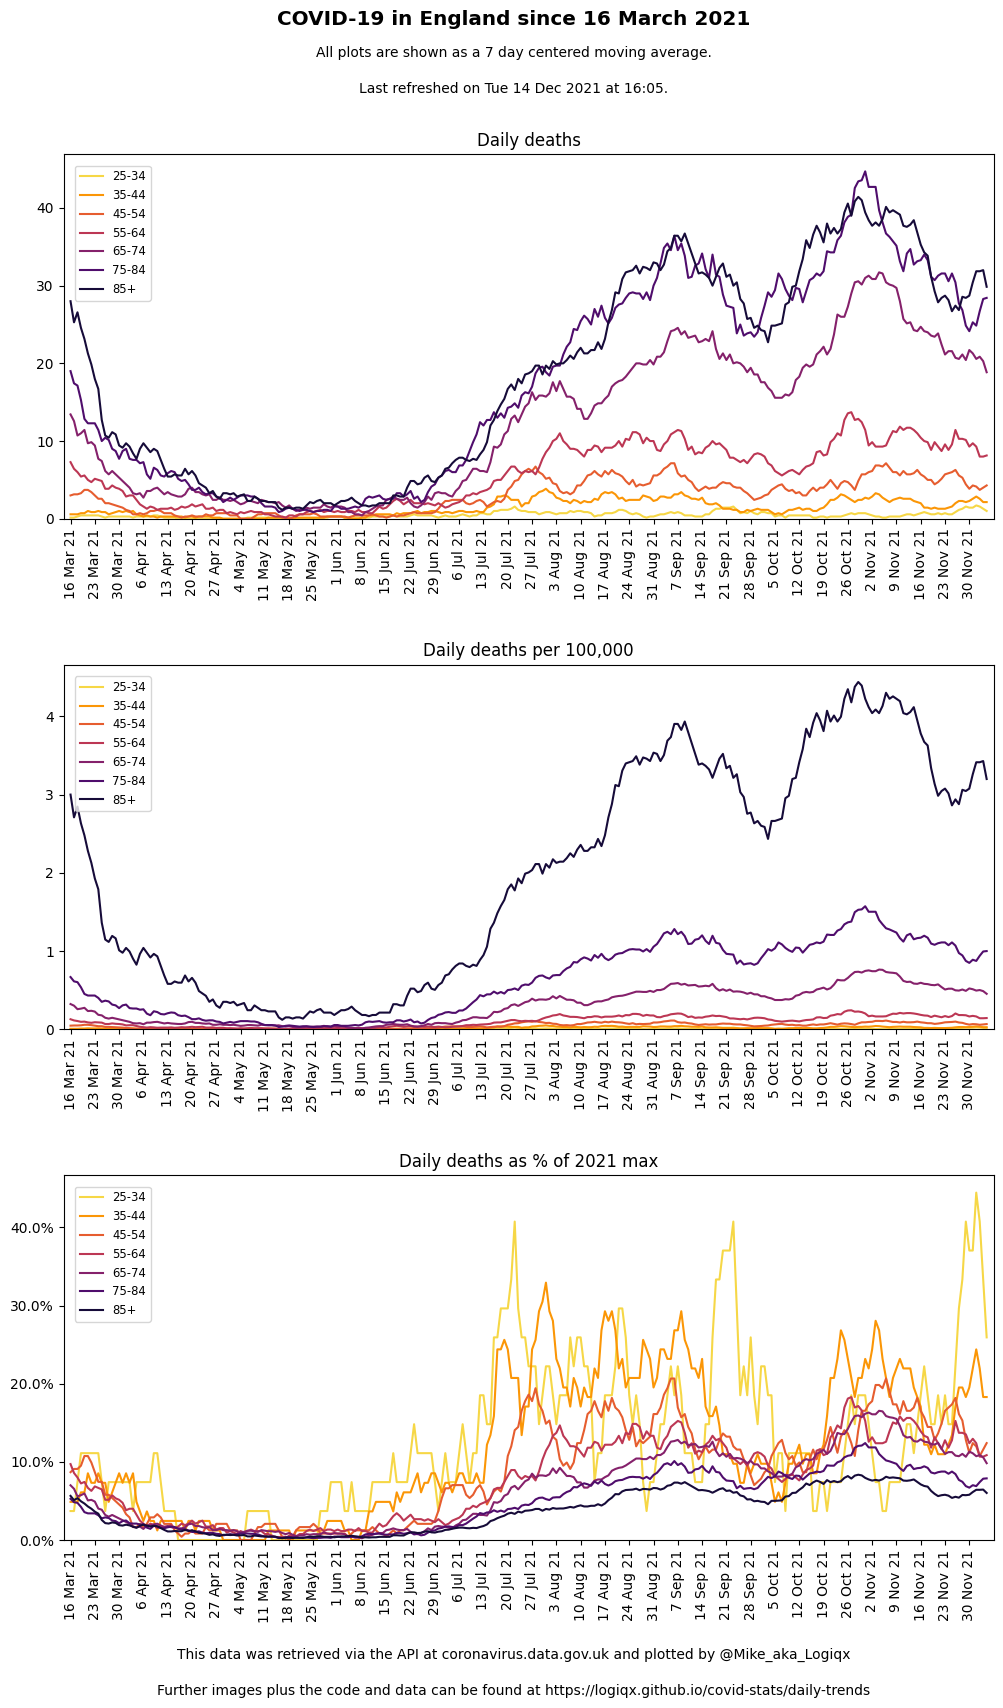 COVID-19 in England since 16 March 2021
All plots are shown as a 7 day centered moving average.
Last refreshed on Tue 14 Dec 2021 at 16:05.
Daily deaths
25-34
35-44
45-54
55-64
65-74
75-84
85+
40
30
20
10
0
16 Mar 21
23 Mar 21
30 Mar 21
6 Apr 21
13 Apr 21
20 Apr 21
27 Apr 21
4 May 21
11 May 21
18 May 21
25 May 21
1 Jun 21
8 Jun 21
15 Jun 21
22 Jun 21
29 Jun 21
6 Jul 21
13 Jul 21
20 Jul 21
27 Jul 21
3 Aug 21
10 Aug 21
17 Aug 21
24 Aug 21
31 Aug 21
7 Sep 21
14 Sep 21
21 Sep 21
28 Sep 21
5 Oct 21
12 Oct 21
19 Oct 21
26 Oct 21
2 Nov 21
9 Nov 21
16 Nov 21
23 Nov 21
30 Nov 21
Daily deaths per 100,000
25-34
35-44
45-54
55-64
65-74
75-84
85+
4
3
2
1
0
16 Mar 21
23 Mar 21
30 Mar 21
6 Apr 21
13 Apr 21
20 Apr 21
27 Apr 21
4 May 21
11 May 21
18 May 21
25 May 21
1 Jun 21
8 Jun 21
15 Jun 21
22 Jun 21
29 Jun 21
6 Jul 21
13 Jul 21
20 Jul 21
27 Jul 21
3 Aug 21
10 Aug 21
17 Aug 21
24 Aug 21
31 Aug 21
7 Sep 21
14 Sep 21
21 Sep 21
28 Sep 21
5 Oct 21
12 Oct 21
19 Oct 21
26 Oct 21
2 Nov 21
9 Nov 21
16 Nov 21
23 Nov 21
30 Nov 21
Daily deaths as % of 2021 max
25-34
35-44
45-54
55-64
65-74
75-84
85+
40.0%
30.0%
20.0%
10.0%
0.0%
16 Mar 21
23 Mar 21
30 Mar 21
6 Apr 21
13 Apr 21
20 Apr 21
27 Apr 21
4 May 21
11 May 21
18 May 21
25 May 21
1 Jun 21
8 Jun 21
15 Jun 21
22 Jun 21
29 Jun 21
6 Jul 21
13 Jul 21
20 Jul 21
27 Jul 21
3 Aug 21
10 Aug 21
17 Aug 21
24 Aug 21
31 Aug 21
7 Sep 21
14 Sep 21
21 Sep 21
28 Sep 21
5 Oct 21
12 Oct 21
19 Oct 21
26 Oct 21
2 Nov 21
9 Nov 21
16 Nov 21
23 Nov 21
30 Nov 21
This data was retrieved via the API at coronavirus.data.gov.uk and plotted by @Mike_aka_Logiqx
Further images plus the code and data can be found at https://logiqx.github.io/covid-stats/daily-trends